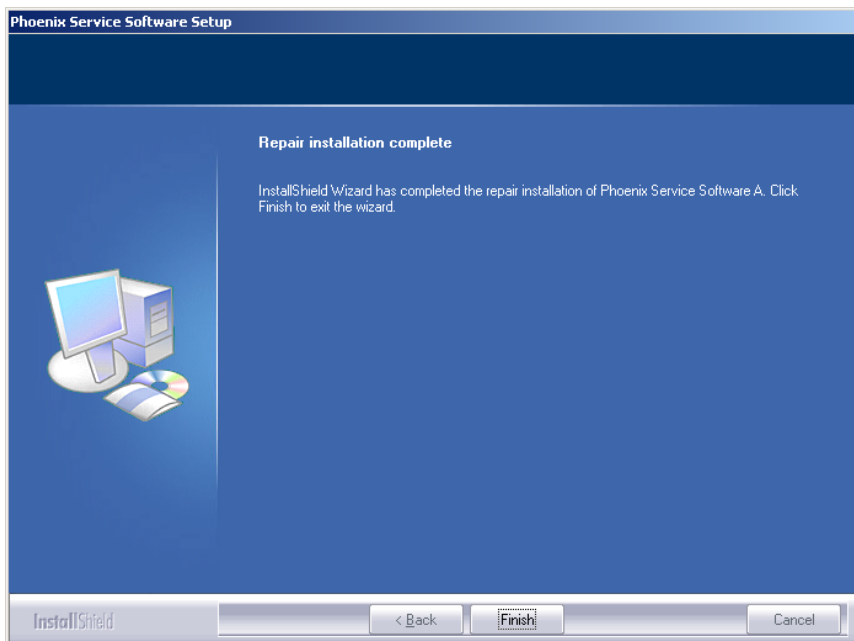 Phoenix Service Software Setup
Repair installation complete
InstallShield Wizard has completed the repair installation of Phoenix Service Software A. Click
Finish to exit the wizard.
InstallShield
< Back
Finish
Cancel